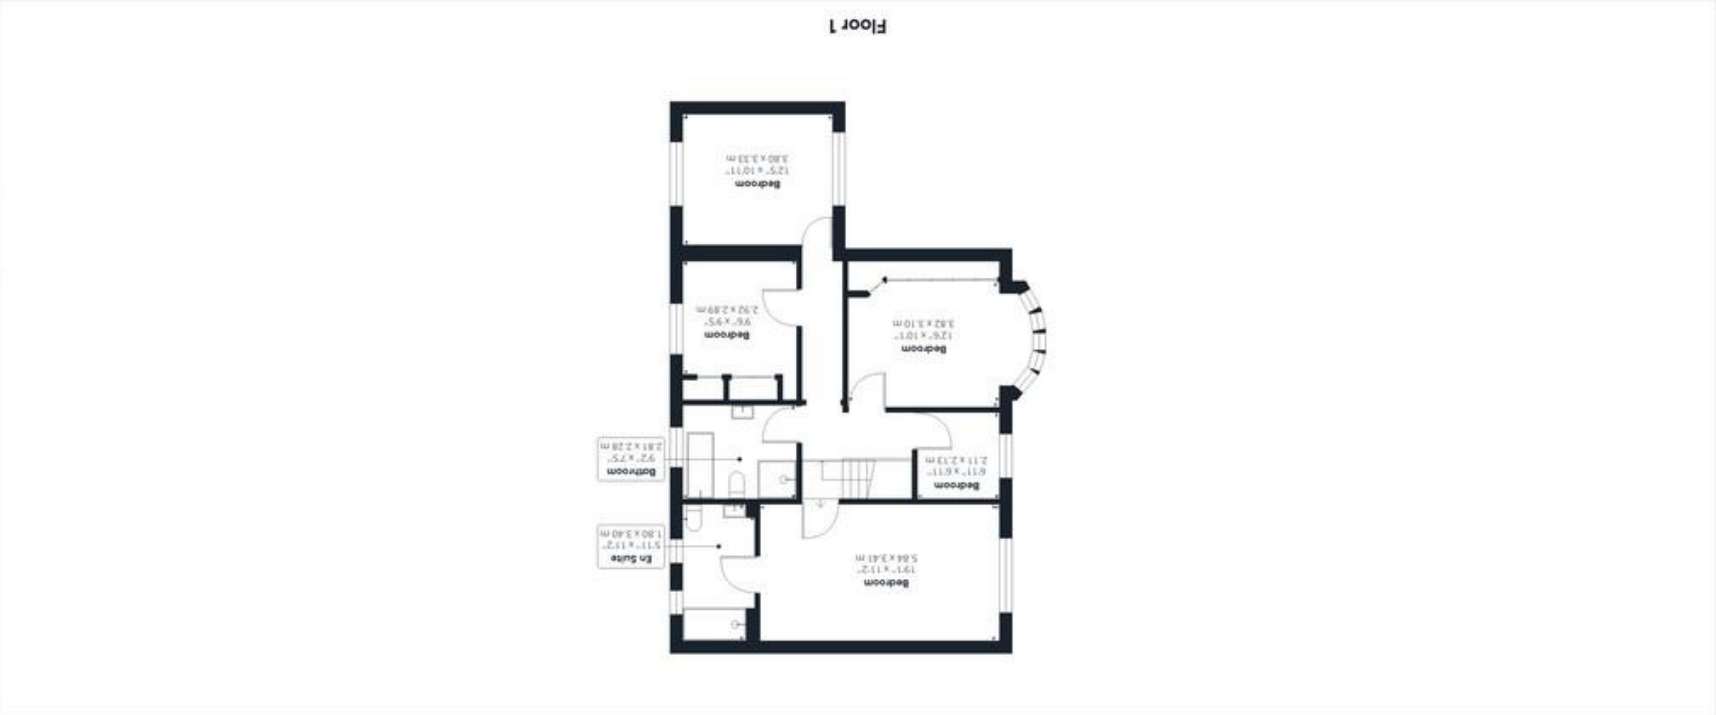 Bedroom
19'1" x 11'2"
5.84 x 3.41 m
En Suite
5'11" x 11'2"
1.80 x 3.40 m
Bedroom
6'11" x 6'11"
2.11 x 2.13 m
Bathroom
9'2" x 7'5"
2.81 x 2.28 m
Bedroom
12'6" x 10'1"
3.82 x 3.10 m
Bedroom
9'6" x 9'5"
2.92 x 2.89 m
Bedroom
12'5" x 10'11"
3.80 x 3.33 m
Floor 1